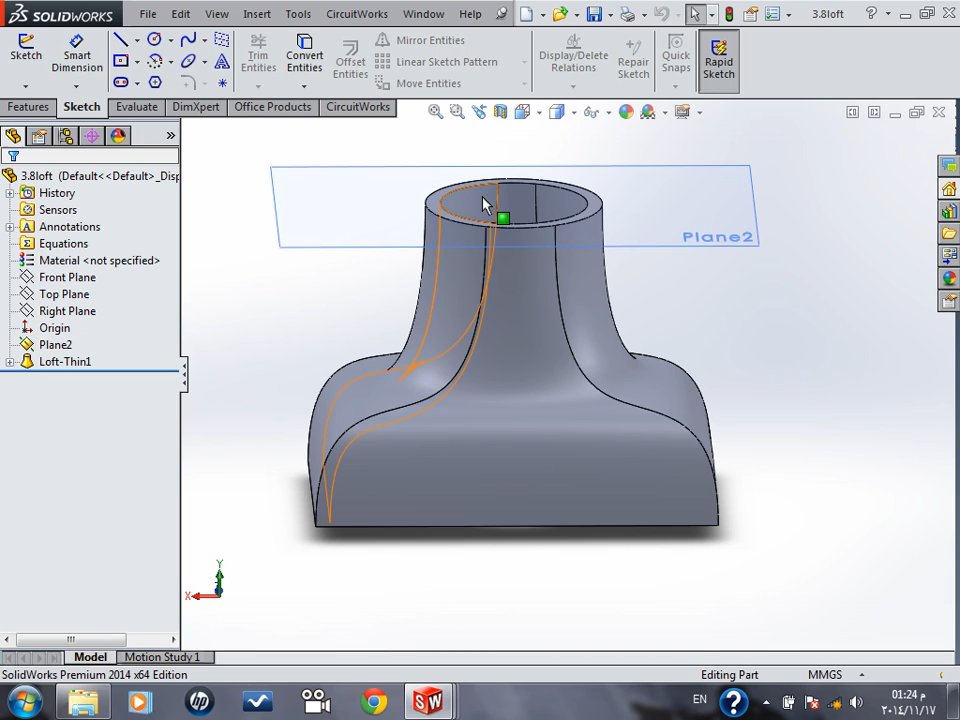 SOLIDWORKS File Edit View Insert Tools CircuitWorks Window Help 3.8loft
Sketch Smart Dimension Trim Entities Convert Entities Offset Entities Mirror Entities Linear Sketch Pattern Move Entities Display/Delete Relations Repair Sketch Quick Snaps Rapid Sketch
Features Sketch Evaluate DimXpert Office Products CircuitWorks
3.8loft (Default<<Default>_Disp
History
Sensors
Annotations
Equations
Material <not specified>
Front Plane
Top Plane
Right Plane
Origin
Plane2
Loft-Thin1
Plane2
Y
X
Model Motion Study 1
SolidWorks Premium 2014 x64 Edition Editing Part MMGS
EN 01:24 م
٢٠١٤/١١/١٧